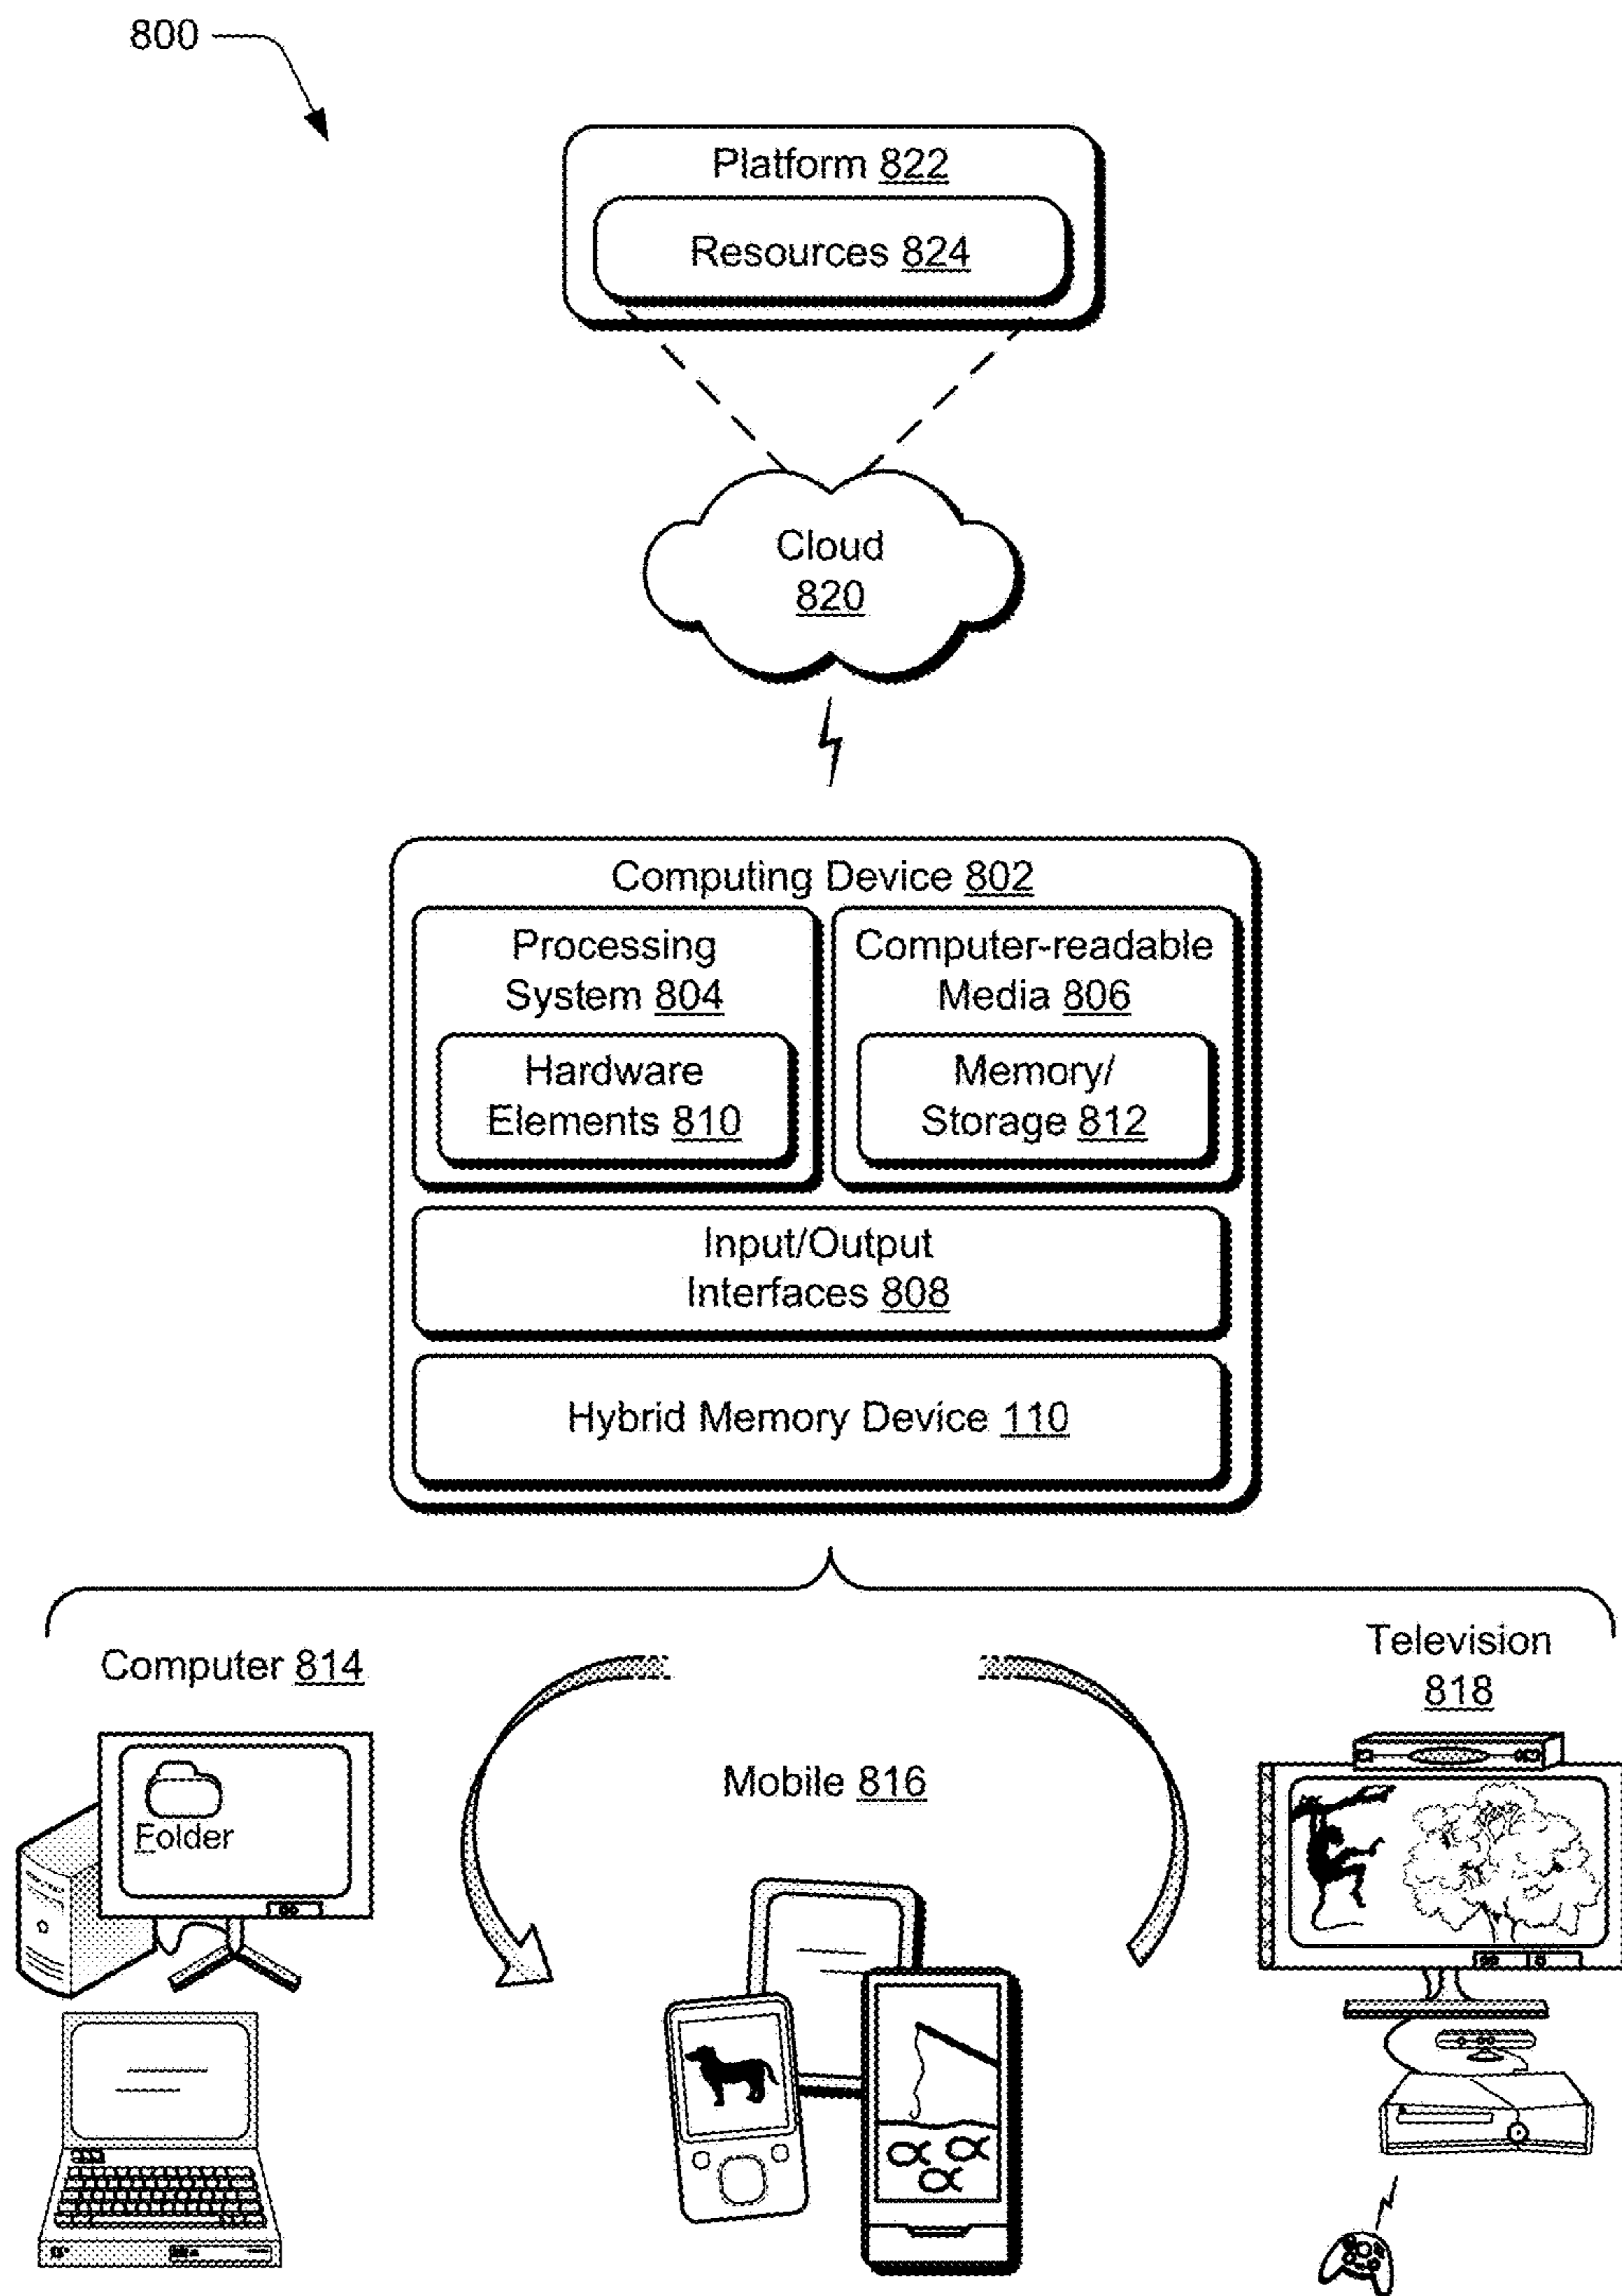 800
Platform 822
Resources 824
Cloud
820
Computing Device 802
Processing
System 804
Hardware
Elements 810
Computer-readable
Media 806
Memory/
Storage 812
Input/Output
Interfaces 808
Hybrid Memory Device 110
Computer 814
Folder
Mobile 816
Television
818